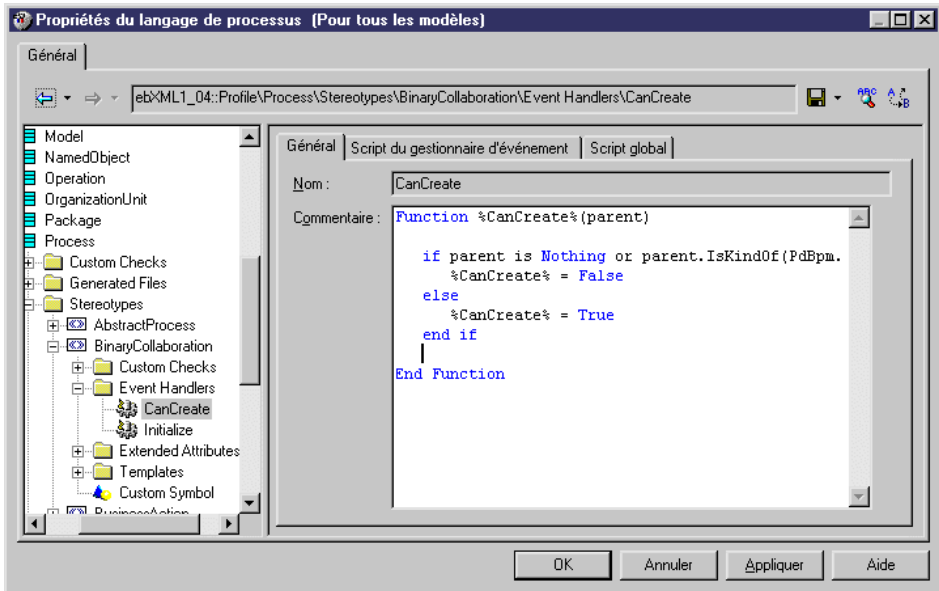 Propriétés du langage de processus (Pour tous les modèles)
Général
ebXML1_04::Profile\Process\Stereotypes\BinaryCollaboration\Event Handlers\CanCreate
Model
NamedObject
Operation
OrganizationUnit
Package
Process
Custom Checks
Generated Files
Stereotypes
AbstractProcess
BinaryCollaboration
Custom Checks
Event Handlers
CanCreate
Initialize
Extended Attributes
Templates
Custom Symbol
BusinessAction
Général Script du gestionnaire d'événement Script global
Nom : CanCreate
Commentaire : Function %CanCreate%(parent)
if parent is Nothing or parent.IsKindOf(PdBpm.
%CanCreate% = False
else
%CanCreate% = True
end if
End Function
OK Annuler Appliquer Aide